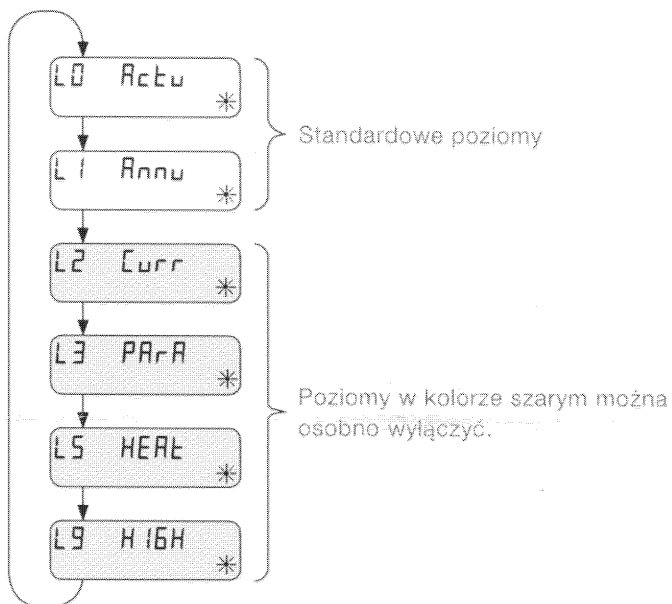 L0 Actu
L1 Annu
Standardowe poziomy
L2 Curr
L3 PArA
L5 HEAt
L9 HIGH
Poziomy w kolorze szarym można
osobno wyłączyć.